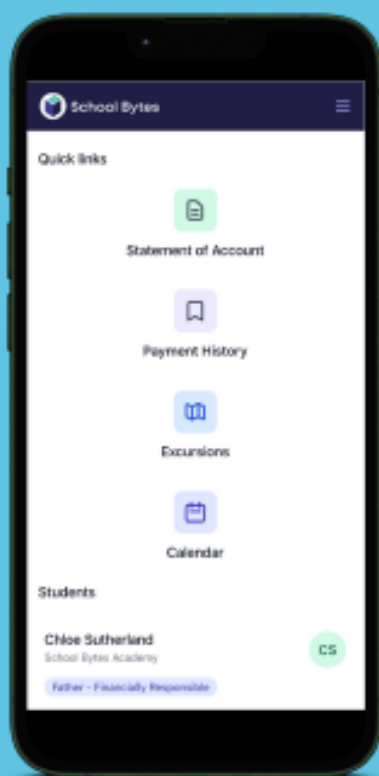 School Bytes
Quick links
Statement of Account
Payment History
Excursions
Calendar
Students
Chloe Sutherland
CS
School Bytes Academy
Father - Financially Responsible